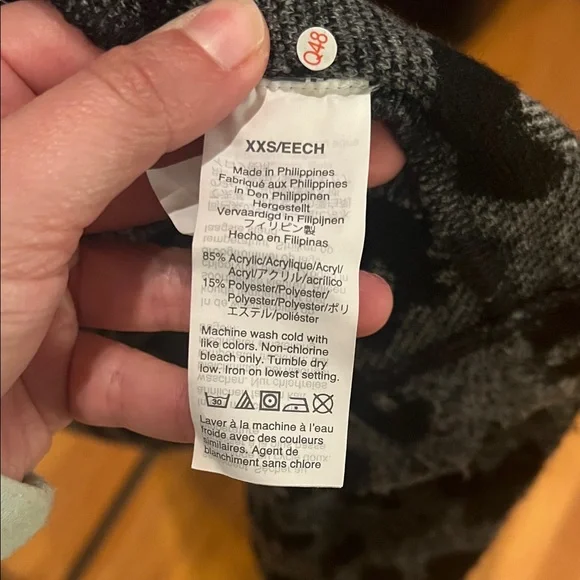 Q48
XXS/EECH
Made in Philippines
Fabriqué aux Philippines
in Den Philippinen
Hergestellt
Vervaardigd in Filipijnen
フィリピン製
Hecho en Filipinas
85% Acrylic/Acrylique/Acryl/
Acryl/アクリル/acrílico
15% Polyester/Polyester/
Polyester/Polyester/ポリ
エステル/poliéster
Machine wash cold with
like colors. Non-chlorine
bleach only. Tumble dry
low. Iron on lowest setting.
30
Laver à la machine à l'eau
froide avec des couleurs
similaires. Agent de
blanchiment sans chlore